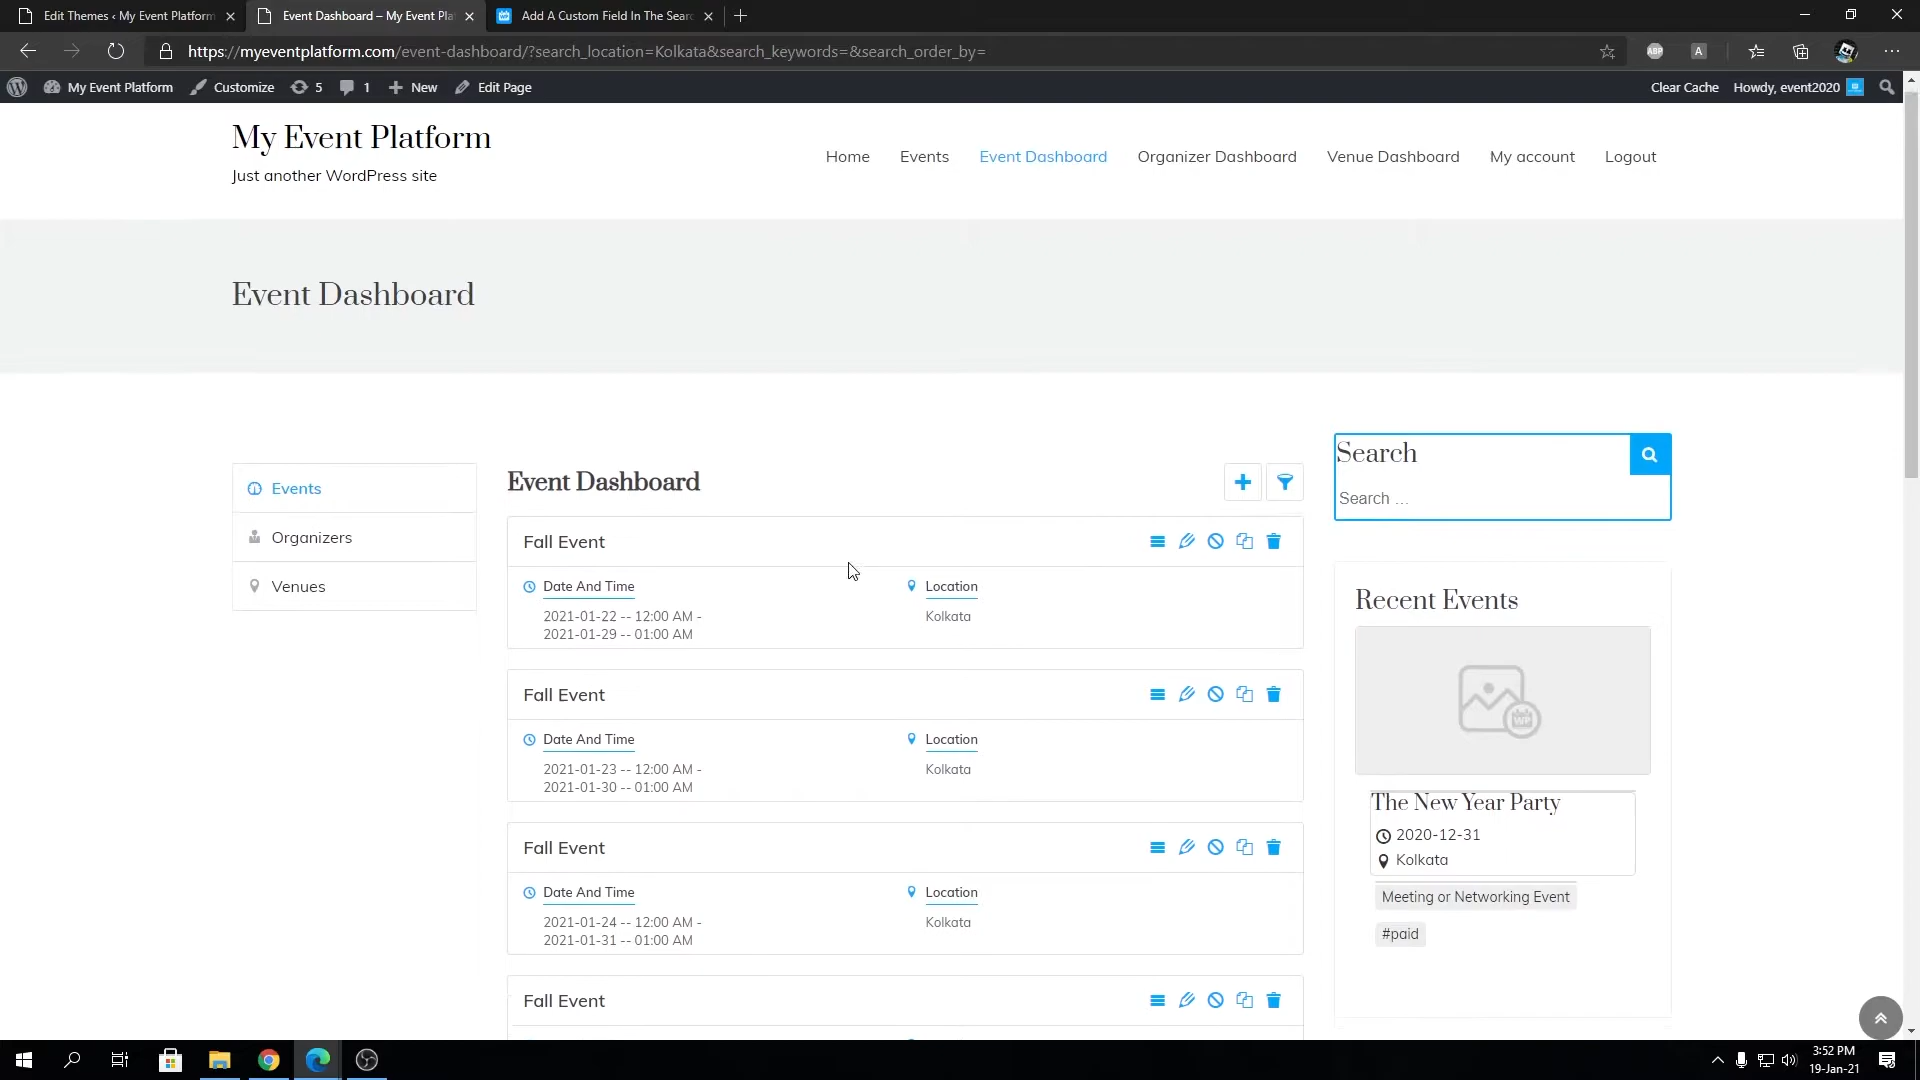 Edit Themes ‹ My Event Platform
Event Dashboard – My Event Pla
Add A Custom Field In The Sear
https://myeventplatform.com/event-dashboard/?search_location=Kolkata&search_keywords=&search_order_by=
ABP
A
My Event Platform
Customize
5
1
New
Edit Page
Clear Cache
Howdy, event2020
My Event Platform
Just another WordPress site
Home
Events
Event Dashboard
Organizer Dashboard
Venue Dashboard
My account
Logout
Event Dashboard
Events
Organizers
Venues
Event Dashboard
Fall Event
Date And Time
2021-01-22 -- 12:00 AM -
2021-01-29 -- 01:00 AM
Location
Kolkata
Fall Event
Date And Time
2021-01-23 -- 12:00 AM -
2021-01-30 -- 01:00 AM
Location
Kolkata
Fall Event
Date And Time
2021-01-24 -- 12:00 AM -
2021-01-31 -- 01:00 AM
Location
Kolkata
Fall Event
Search
Search ...
Recent Events
WP
The New Year Party
2020-12-31
Kolkata
Meeting or Networking Event
#paid
3:52 PM
19-Jan-21